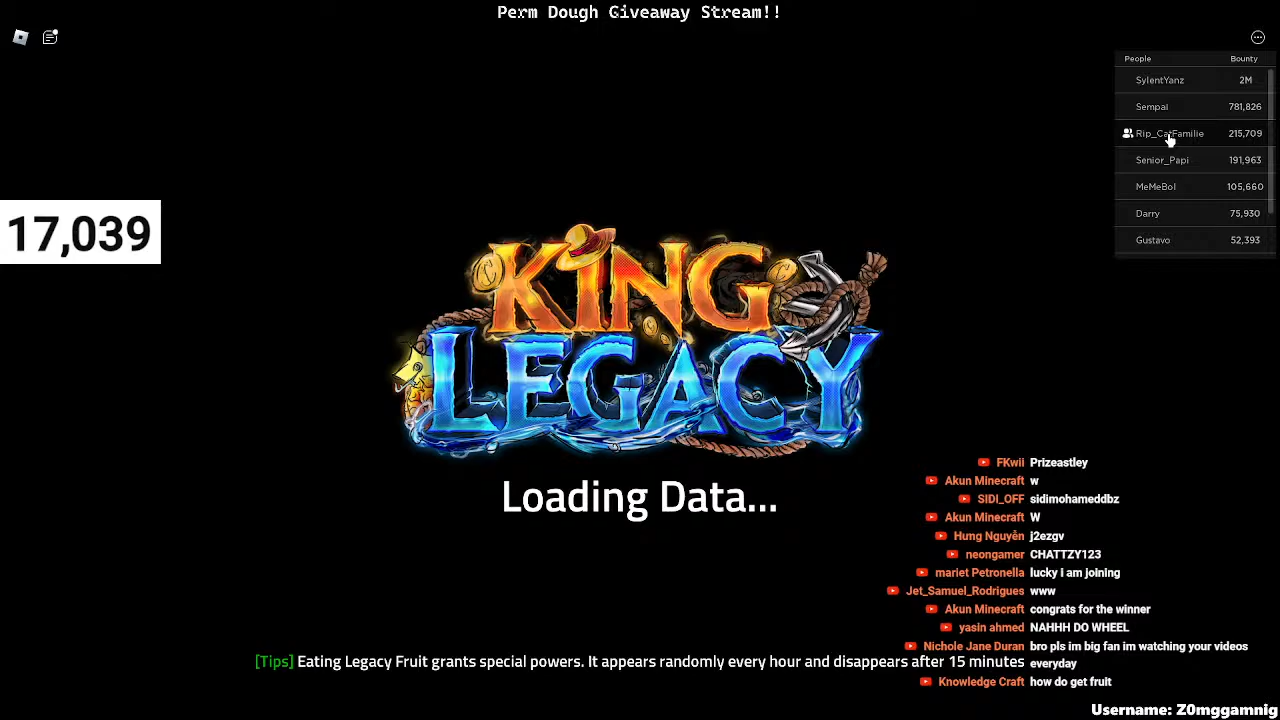 Perm Dough Giveaway Stream!!
People Bounty
SylentYanz 2M
Sempai 781,826
Rip_CatFamilie 215,709
Senior_Papi 191,963
MeMeBoI 105,660
Darry 75,930
Gustavo 52,393
17,039
KING
LEGACY
Loading Data...
FKwii Prizeastley
Akun Minecraft w
SIDI_OFF sidimohameddbz
Akun Minecraft W
Hung Nguyễn j2ezgv
neongamer CHATTZY123
mariet Petronella lucky i am joining
Jet_Samuel_Rodrigues www
Akun Minecraft congrats for the winner
yasin ahmed NAHHH DO WHEEL
Nichole Jane Duran bro pls im big fan im watching your videos
everyday
[Tips] Eating Legacy Fruit grants special powers. It appears randomly every hour and disappears after 15 minutes
Knowledge Craft how do get fruit
Username: Z0mggamnig